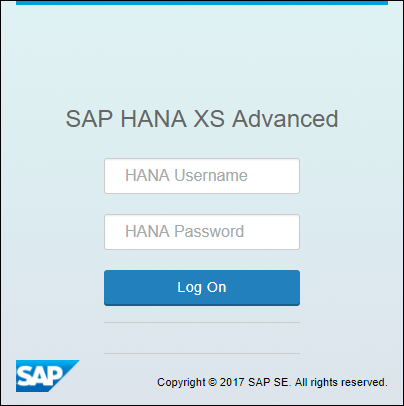 SAP HANA XS Advanced
HANA Username
HANA Password
Log On
SAP
Copyright © 2017 SAP SE. All rights reserved.